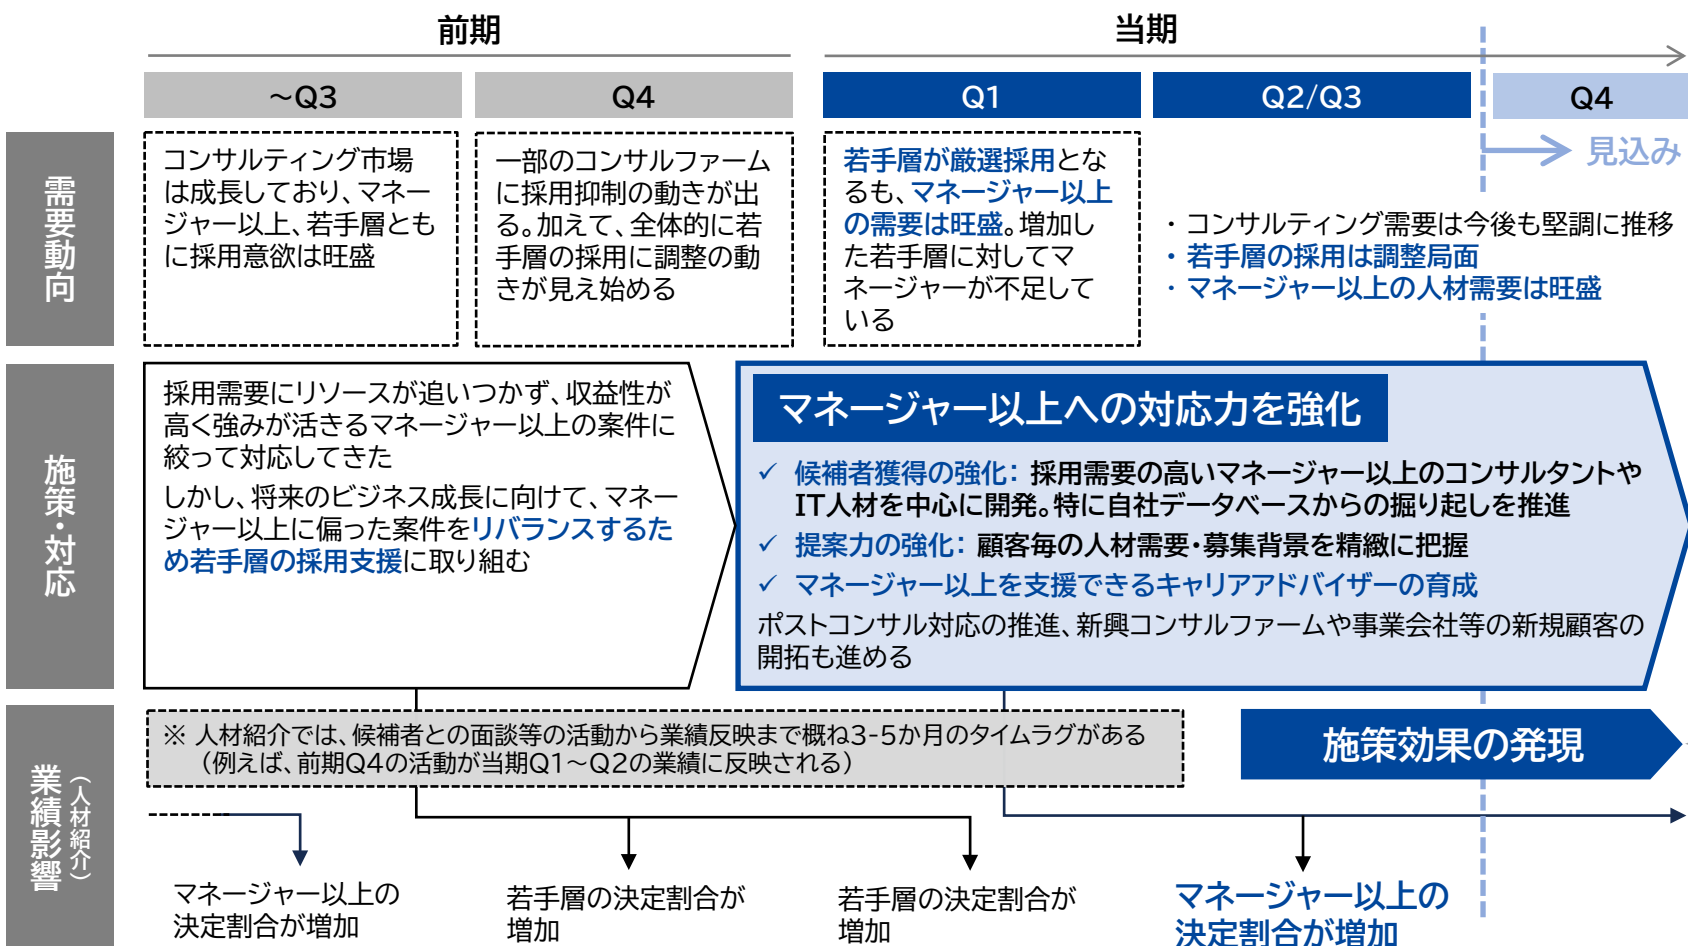 前期
当期
～Q3
Q4
Q1
Q2/Q3
Q4
見込み
需要動向
コンサルティング市場
は成長しており、マネー
ジャー以上、若手層とも
に採用意欲は旺盛
一部のコンサルファーム
に採用抑制の動きが出
る。加えて、全体的に若
手層の採用に調整の動
きが見え始める
若手層が厳選採用とな
るも、マネージャー以上
の需要は旺盛。増加し
た若手層に対してマ
ネージャーが不足して
いる
・コンサルティング需要は今後も堅調に推移
・若手層の採用は調整局面
・マネージャー以上の人材需要は旺盛
施策・対応
採用需要にリソースが追いつかず、収益性が
高く強みが活きるマネージャー以上の案件に
絞って対応してきた
しかし、将来のビジネス成長に向けて、マネー
ジャー以上に偏った案件をリバランスするた
め若手層の採用支援に取り組む
マネージャー以上への対応力を強化
✓ 候補者獲得の強化：採用需要の高いマネージャー以上のコンサルタントや
IT人材を中心に開発。特に自社データベースからの掘り起しを推進
✓ 提案力の強化：顧客毎の人材需要・募集背景を精緻に把握
✓ マネージャー以上を支援できるキャリアアドバイザーの育成
ポストコンサル対応の推進、新興コンサルファームや事業会社等の新規顧客の
開拓も進める
業績影響
（人材紹介）
※ 人材紹介では、候補者との面談等の活動から業績反映まで概ね3-5か月のタイムラグがある
（例えば、前期Q4の活動が当期Q1～Q2の業績に反映される）
施策効果の発現
マネージャー以上の
決定割合が増加
若手層の決定割合が
増加
若手層の決定割合が
増加
マネージャー以上の
決定割合が増加